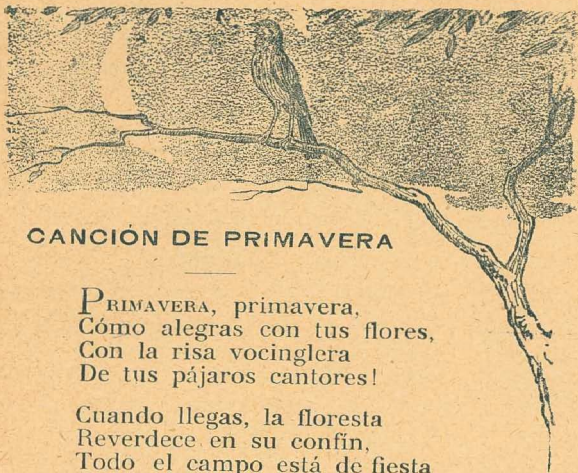 CANCIÓN DE PRIMAVERA
PRIMAVERA, primavera,
Cómo alegras con tus flores,
Con la risa vocinglera
De tus pájaros cantores!
Cuando llegas, la floresta
Reverdece en su confín,
Todo el campo está de fiesta